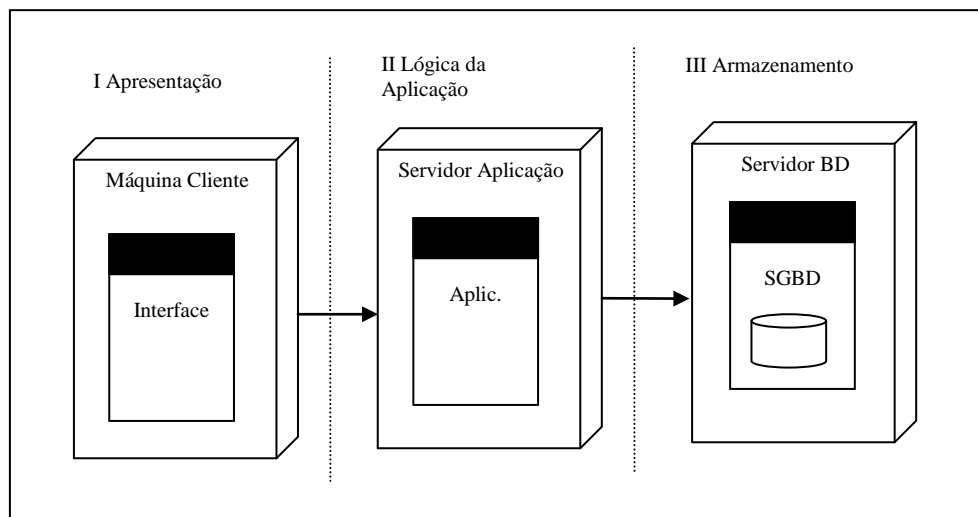 I Apresentação
II Lógica da
Aplicação
III Armazenamento
Máquina Cliente
Interface
Servidor Aplicação
Aplic.
Servidor BD
SGBD